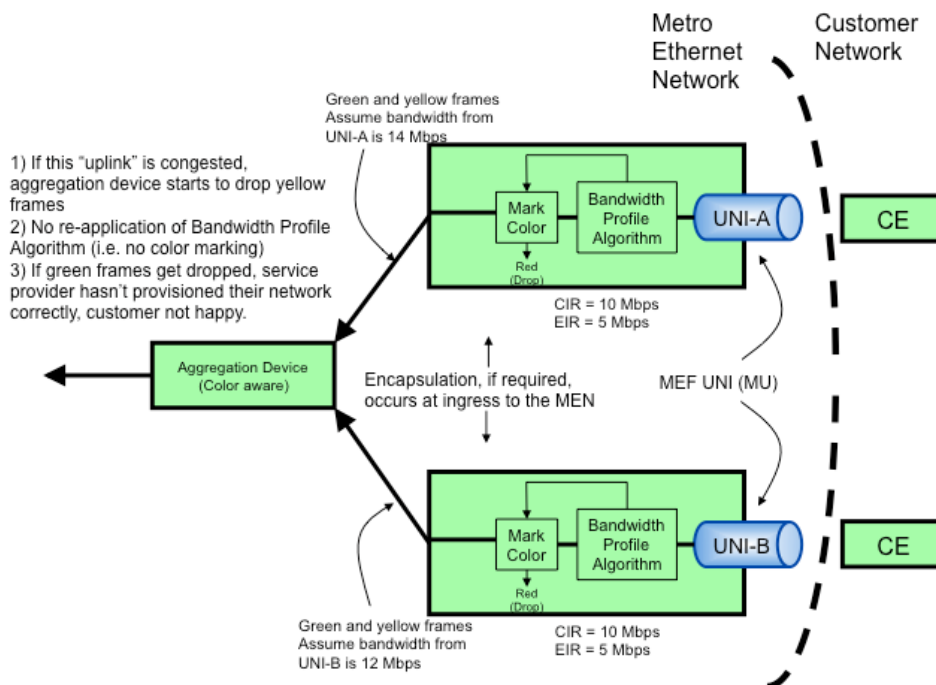 Metro
Ethernet
Network
Customer
Network
Green and yellow frames
Assume bandwidth from
UNI-A is 14 Mbps
1) If this “uplink” is congested,
aggregation device starts to drop yellow
frames
2) No re-application of Bandwidth Profile
Algorithm (i.e. no color marking)
3) If green frames get dropped, service
provider hasn’t provisioned their network
correctly, customer not happy.
Mark
Color
Bandwidth
Profile
Algorithm
UNI-A
CE
Red
(Drop)
CIR = 10 Mbps
EIR = 5 Mbps
Aggregation Device
(Color aware)
Encapsulation, if required,
occurs at ingress to the MEN
MEF UNI (MU)
Mark
Color
Bandwidth
Profile
Algorithm
UNI-B
CE
Red
(Drop)
Green and yellow frames
Assume bandwidth from
UNI-B is 12 Mbps
CIR = 10 Mbps
EIR = 5 Mbps